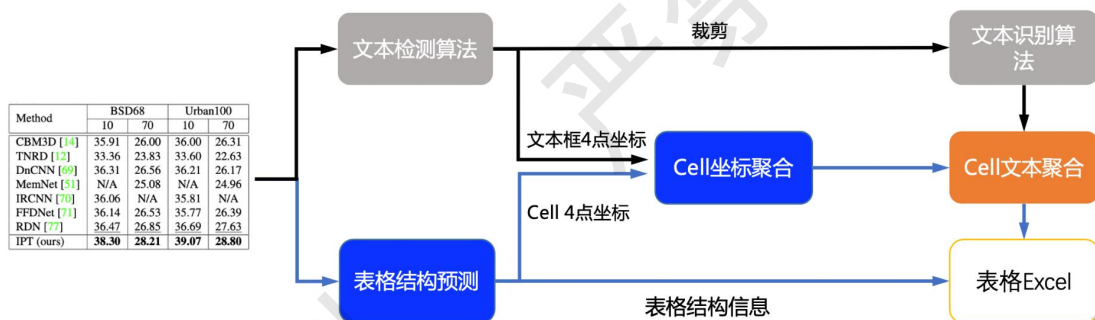 文本检测算法
裁剪
文本识别算
法
Method BSD68 Urban100
10 70 10 70
CBM3D [14] 35.91 26.00 36.00 26.31
TNRD [12] 33.36 23.83 33.60 22.63
DnCNN [69] 36.31 26.56 36.21 26.17
MemNet [51] N/A 25.08 N/A 24.96
IRCNN [70] 36.06 N/A 35.81 N/A
FFDNet [71] 36.14 26.53 35.77 26.39
RDN [77] 36.47 26.85 36.69 27.63
IPT (ours) 38.30 28.21 39.07 28.80
文本框4点坐标
Cell坐标聚合
Cell文本聚合
Cell 4点坐标
表格结构预测
表格结构信息
表格Excel